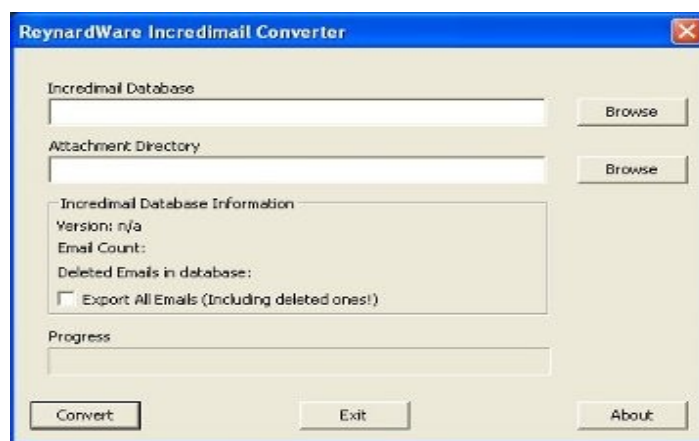 ReynardWare Incredimail Converter
Incredimail Database
Browse
Attachment Directory
Browse
Incredimail Database Information
Version: n/a
Email Count:
Deleted Emails in database:
Export All Emails (Including deleted ones!)
Progress
Convert Exit About